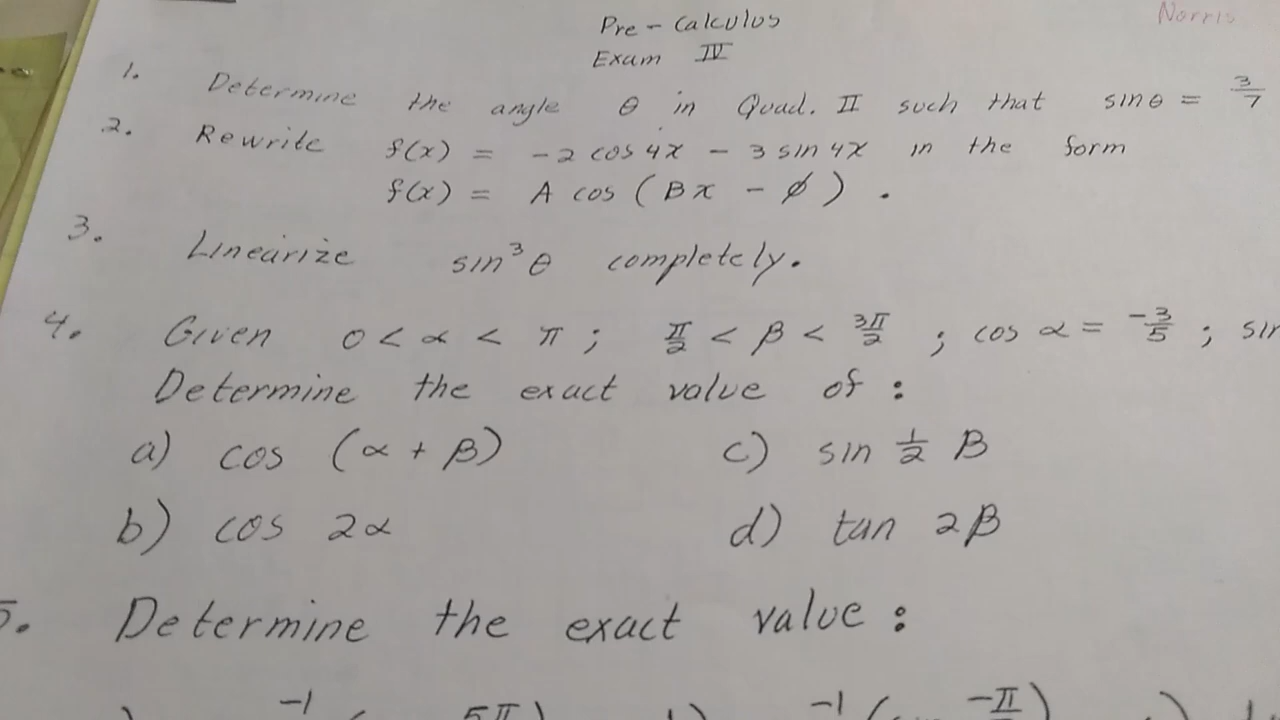 Pre-Calculus
Norris
Exam IV
1. Determine the angle θ in Quad. II such that sin θ = 3/7
2. Rewrite f(x) = -2 cos 4x - 3 sin 4x in the form
f(x) = A cos (Bx - φ).
3. Linearize sin³θ completely.
4. Given 0 < α < π; π/2 < β < 3π/2; cos α = -3/5; sin
Determine the exact value of:
a) cos (α + β) c) sin 1/2 β
b) cos 2α d) tan 2β
5. Determine the exact value: